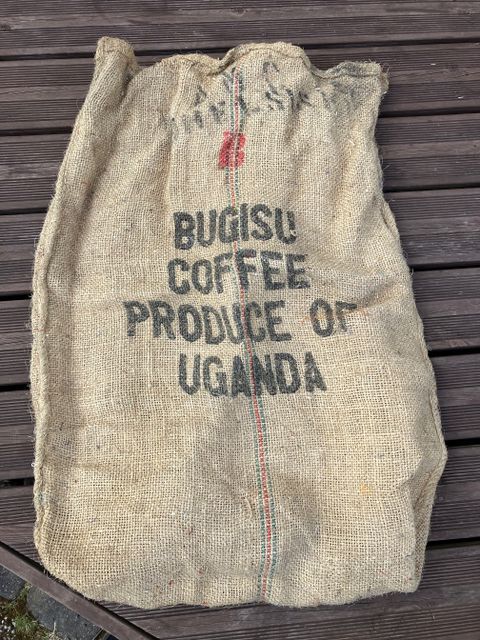 BUGISU
COFFEE
PRODUCE OF
UGANDA